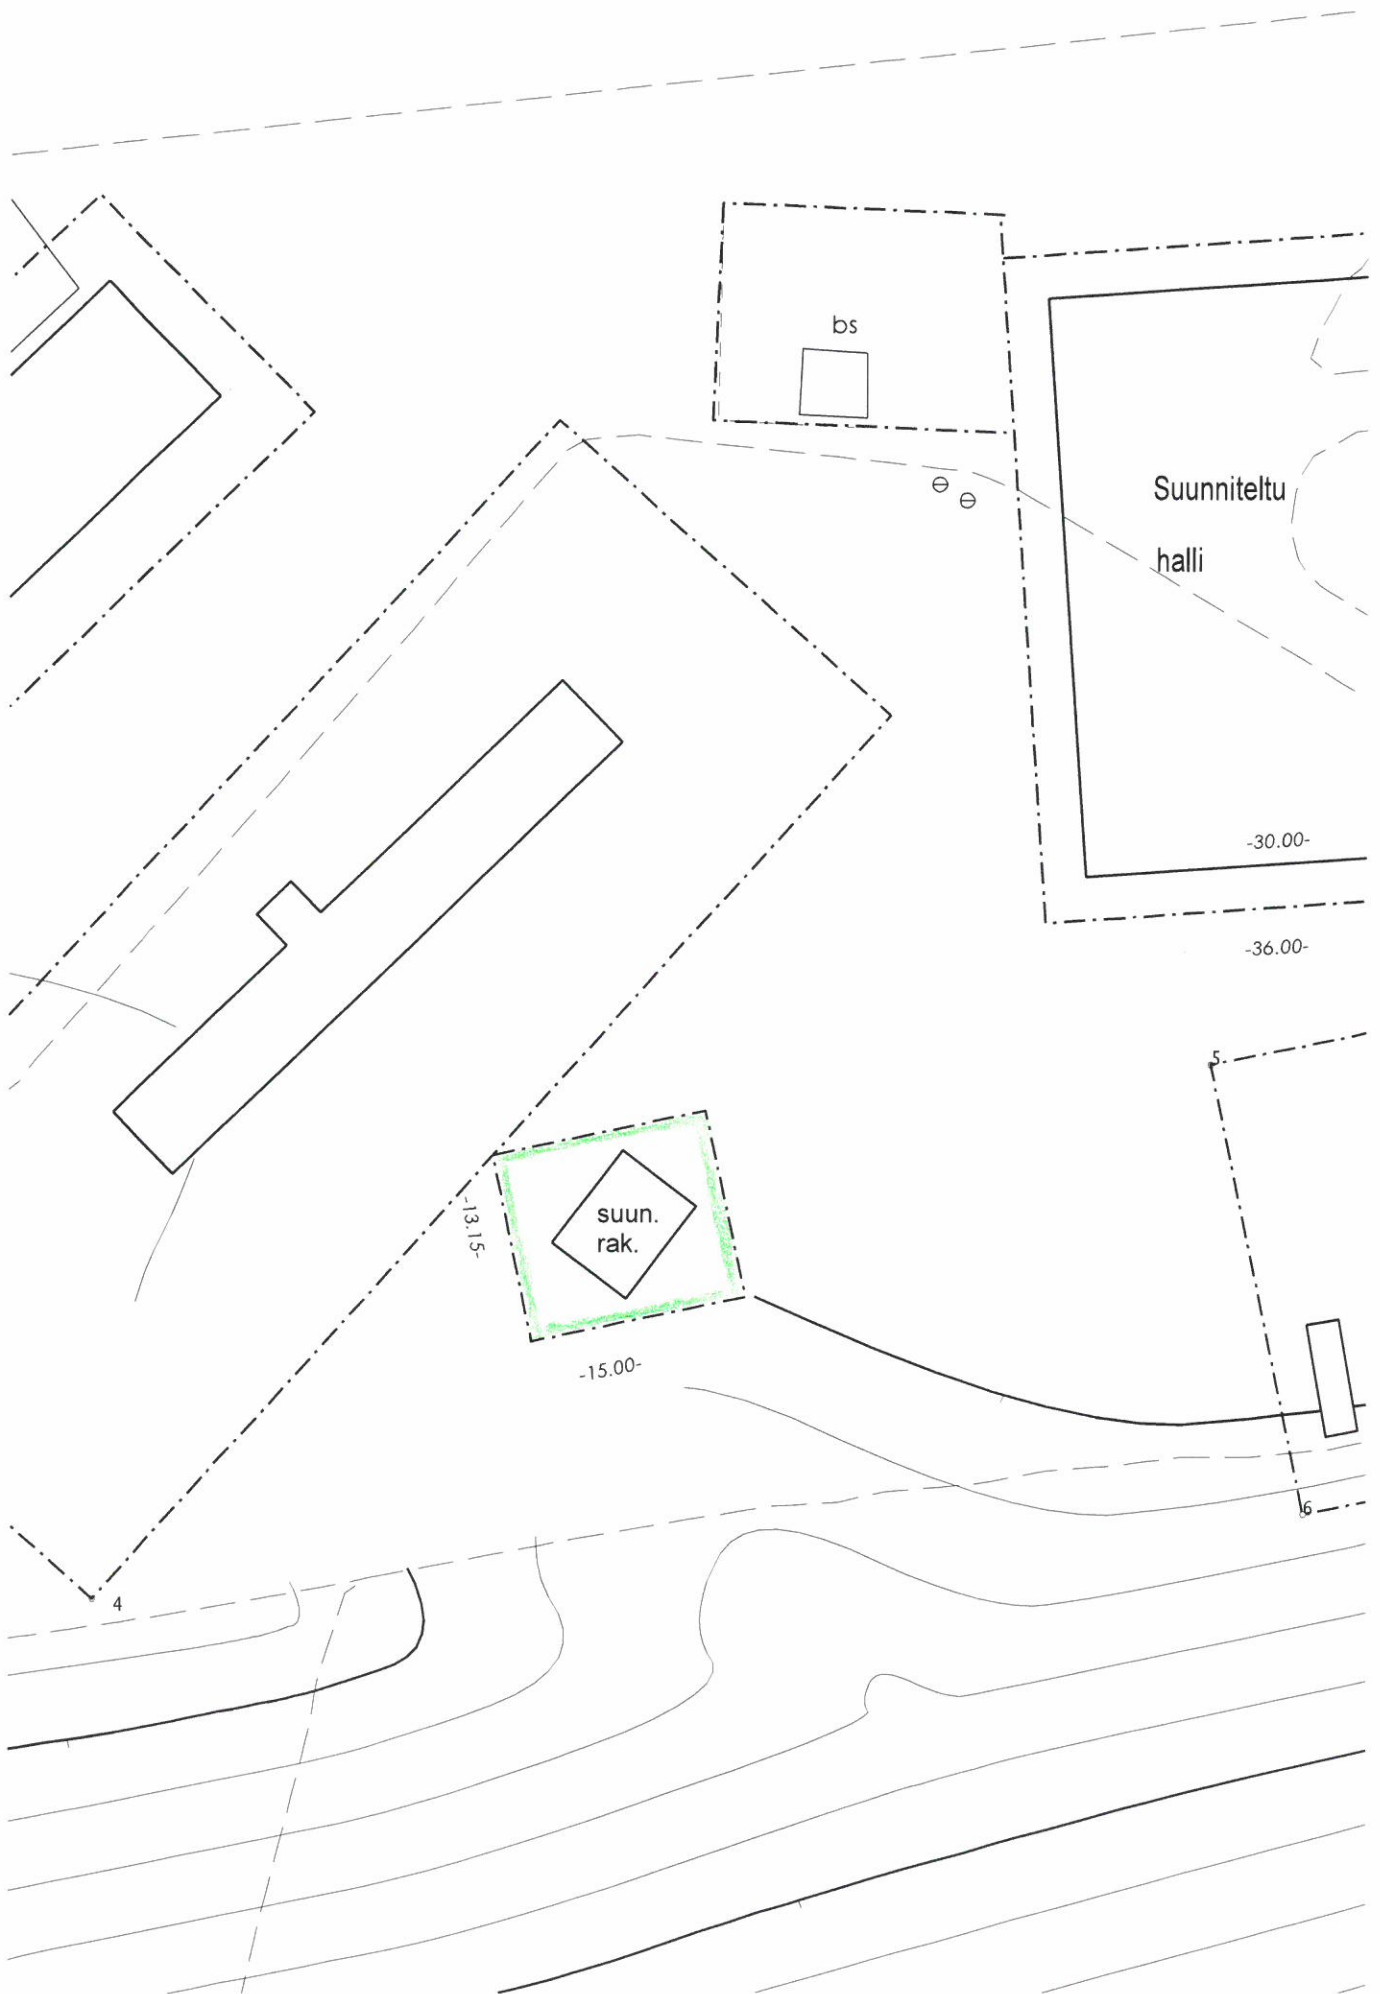 bs
Suunniteltu
halli
-30.00-
-36.00-
5
-13.15-
suun.
rak.
-15.00-
6
4